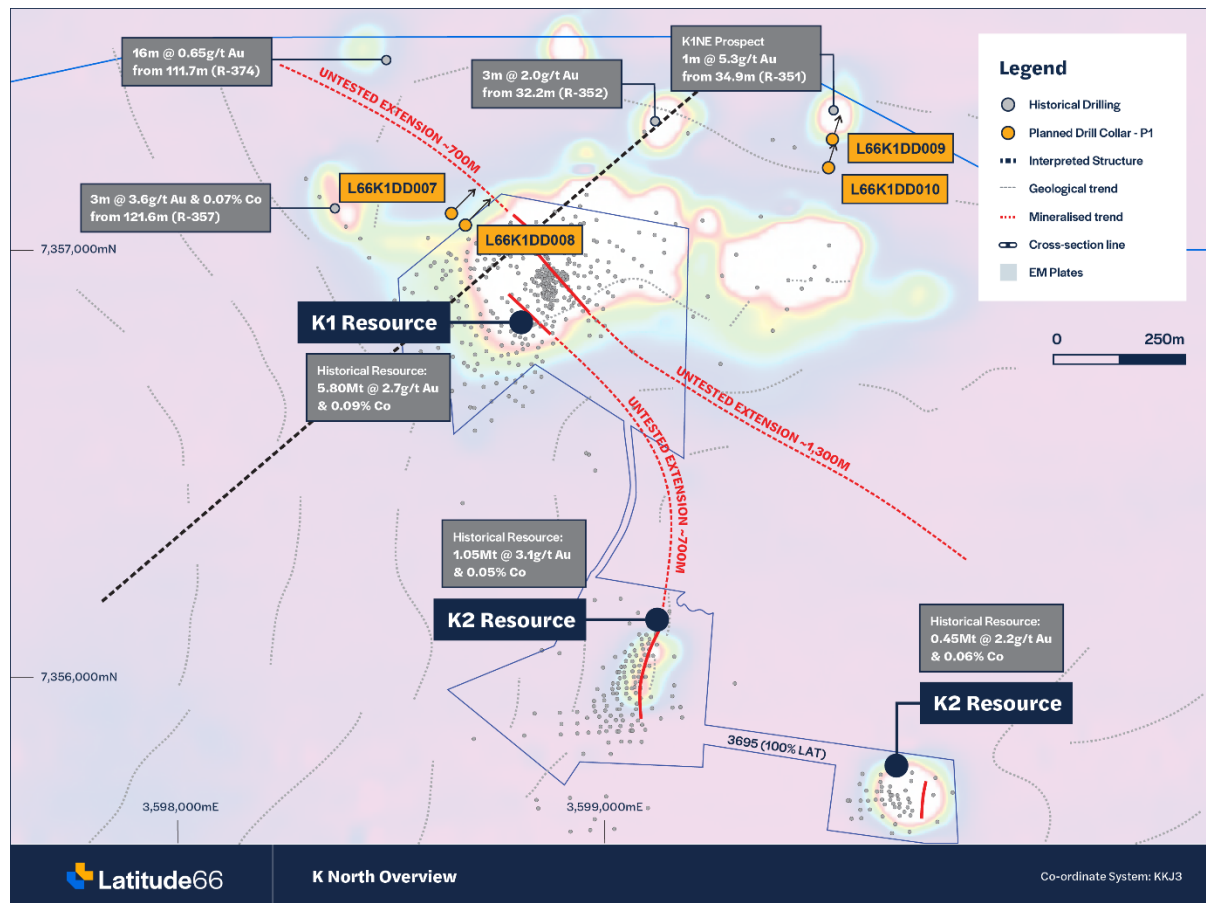 16m @ 0.65g/t Au
from 111.7m (R-374)
UNTESTED EXTENSION ~700M
3m @ 2.0g/t Au
from 32.2m (R-352)
K1NE Prospect
1m @ 5.3g/t Au
from 34.9m (R-351)
L66K1DD009
L66K1DD010
3m @ 3.6g/t Au & 0.07% Co
from 121.6m (R-357)
L66K1DD007
L66K1DD008
7,357,000mN
K1 Resource
Historical Resource:
5.80Mt @ 2.7g/t Au
& 0.09% Co
UNTESTED EXTENSION ~1,300M
UNTESTED EXTENSION ~700M
Historical Resource:
1.05Mt @ 3.1g/t Au
& 0.05% Co
K2 Resource
Historical Resource:
0.45Mt @ 2.2g/t Au
& 0.06% Co
K2 Resource
7,356,000mN
3695 (100% LAT)
3,598,000mE
3,599,000mE
Legend
Historical Drilling
Planned Drill Collar - P1
Interpreted Structure
Geological trend
Mineralised trend
Cross-section line
EM Plates
0 250m
Latitude66
K North Overview
Co-ordinate System: KKJ3